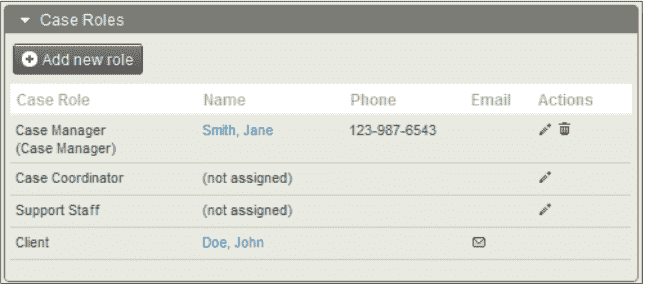 Case Roles
Add new role
Case Role Name Phone Email Actions
Case Manager Smith, Jane 123-987-6543
(Case Manager)
Case Coordinator (not assigned)
Support Staff (not assigned)
Client Doe, John